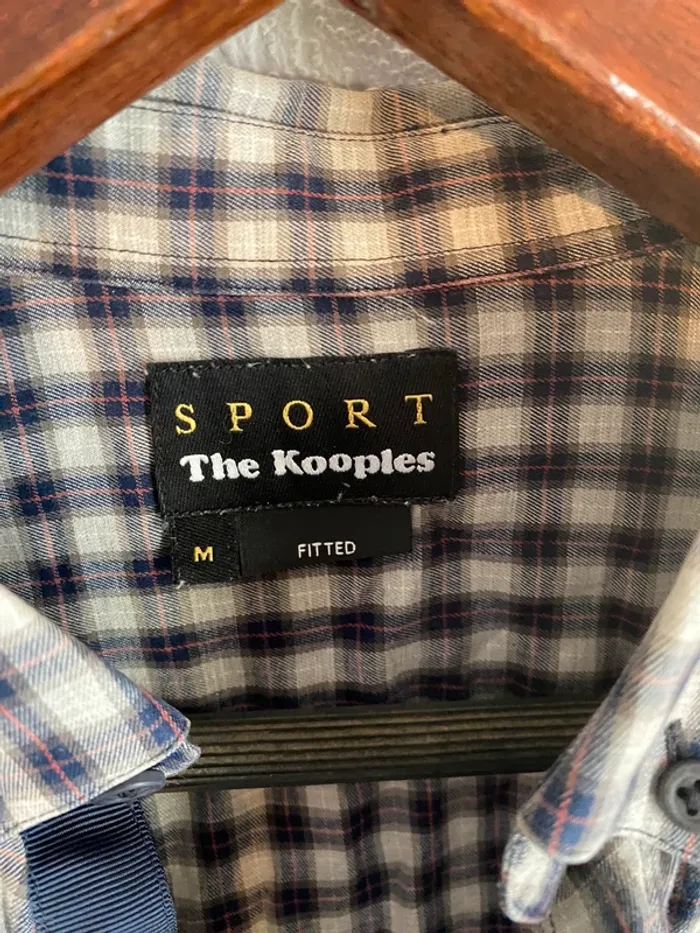 SPORT
The Kooples
M
FITTED